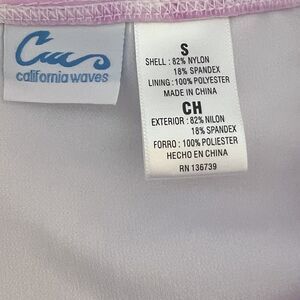 california waves
S
SHELL : 82% NYLON
18% SPANDEX
LINING : 100% POLYESTER
MADE IN CHINA
CH
EXTERIOR : 82% NILON
18% SPANDEX
FORRO : 100% POLIESTER
HECHO EN CHINA
RN 136739